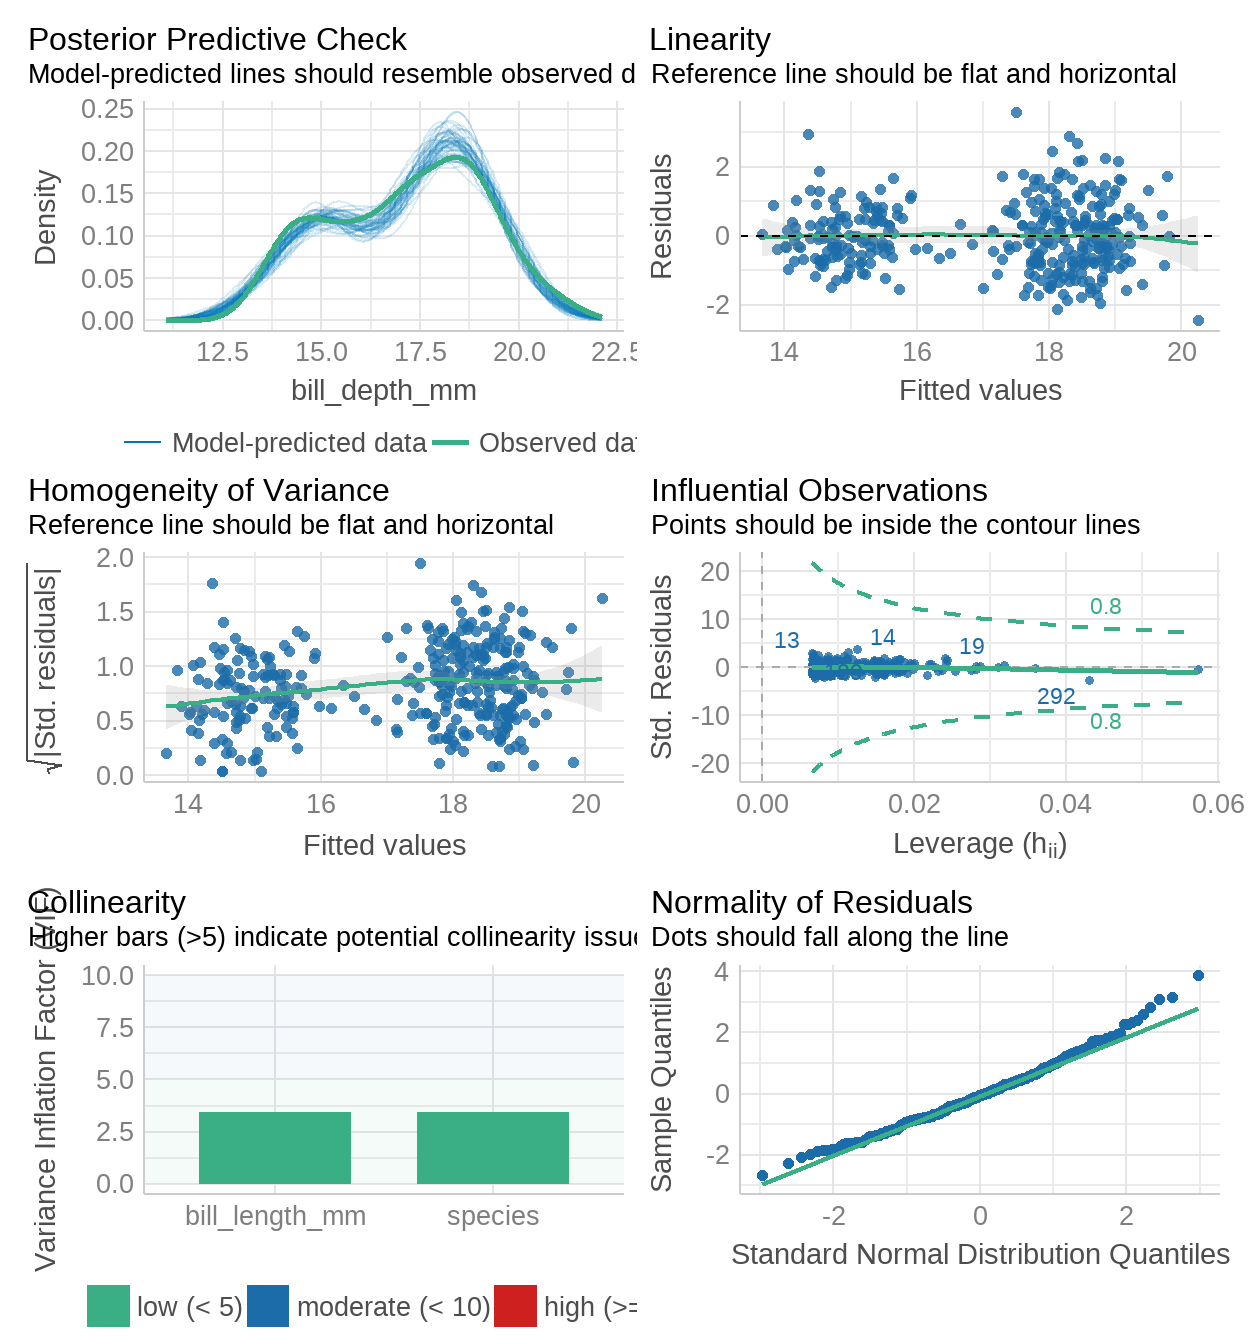 Posterior Predictive Check
Model-predicted lines should resemble observed d
0.25
0.20
0.15
0.10
0.05
0.00
Density
12.5 15.0 17.5 20.0 22.5
bill_depth_mm
Model-predicted data Observed dat
Linearity
Reference line should be flat and horizontal
2
0
-2
Residuals
14 16 18 20
Fitted values
Homogeneity of Variance
Reference line should be flat and horizontal
2.0
1.5
1.0
0.5
0.0
√|Std. residuals|
14 16 18 20
Fitted values
Influential Observations
Points should be inside the contour lines
20
10
0
-10
-20
Std. Residuals
0.8
13 14 19
292
0.8
0.00 0.02 0.04 0.06
Leverage (hii)
Collinearity
Higher bars (>5) indicate potential collinearity issue
10.0
7.5
5.0
2.5
0.0
Variance Inflation Factor (VIF)
bill_length_mm species
low (< 5) moderate (< 10) high (>=
Normality of Residuals
Dots should fall along the line
4
2
0
-2
Sample Quantiles
-2 0 2
Standard Normal Distribution Quantiles